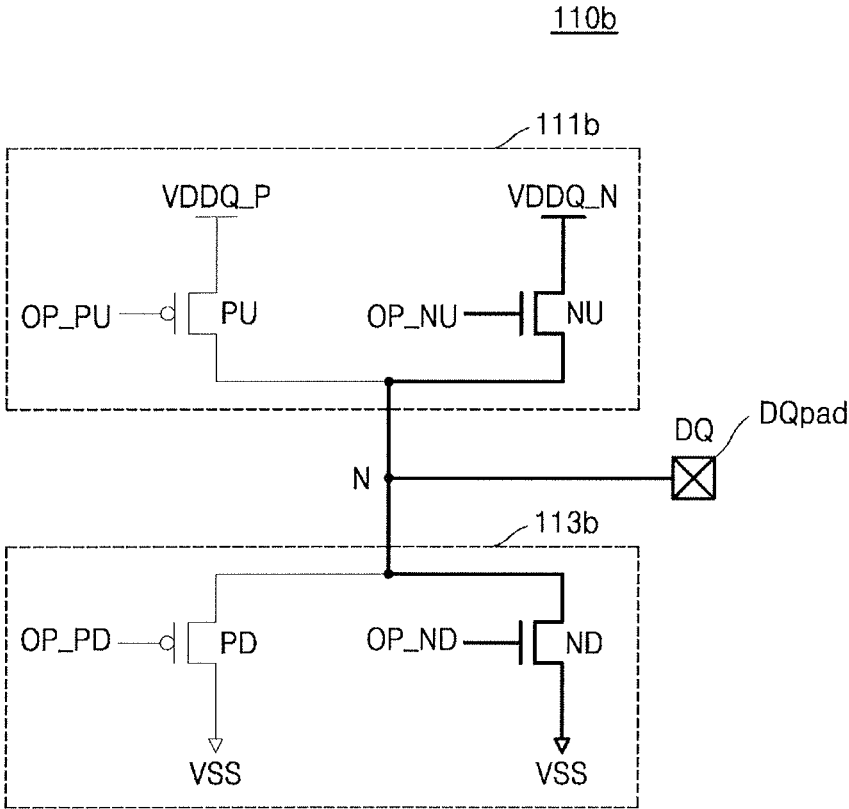 110b
111b
VDDQ_P
VDDQ_N
OP_PU
PU
OP_NU
NU
DQ
DQpad
N
113b
OP_PD
PD
OP_ND
ND
VSS
VSS